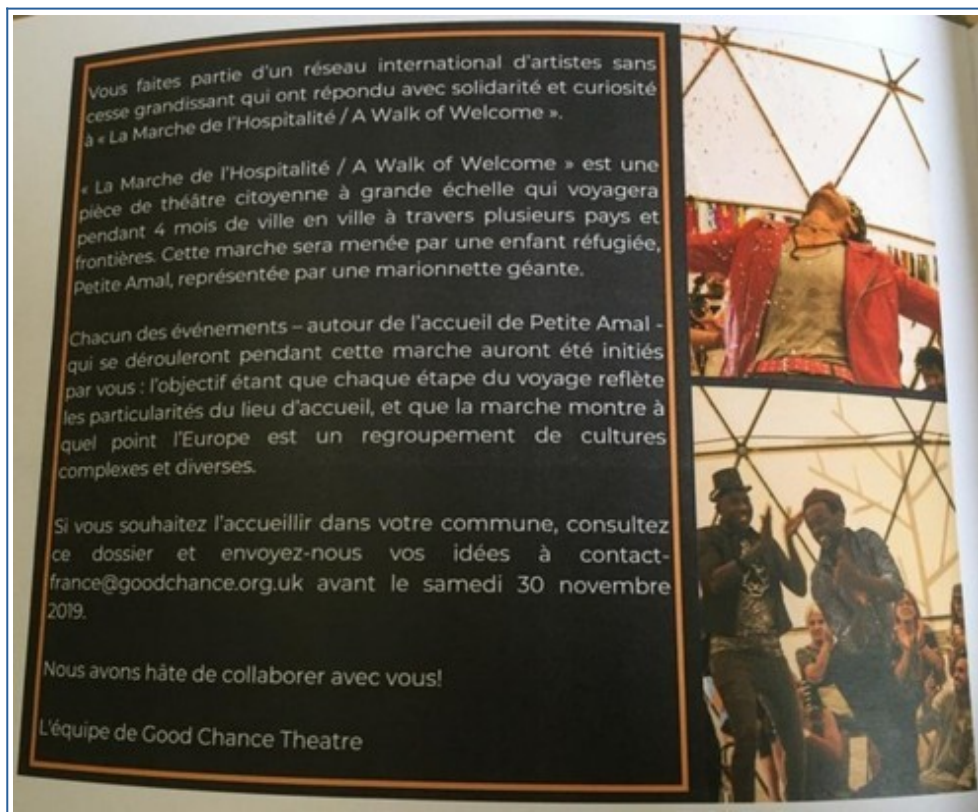 Vous faites partie d'un réseau international d'artistes sans
cesse grandissant qui ont répondu avec solidarité et curiosité
à « La Marche de l'Hospitalité / A Walk of Welcome ».
« La Marche de l'Hospitalité / A Walk of Welcome » est une
pièce de théâtre citoyenne à grande échelle qui voyagera
pendant 4 mois de ville en ville à travers plusieurs pays et
frontières. Cette marche sera menée par une enfant réfugiée,
Petite Amal, représentée par une marionnette géante.
Chacun des événements – autour de l'accueil de Petite Amal -
qui se dérouleront pendant cette marche auront été initiés
par vous : l'objectif étant que chaque étape du voyage reflète
les particularités du lieu d'accueil, et que la marche montre à
quel point l'Europe est un regroupement de cultures
complexes et diverses.
Si vous souhaitez l'accueillir dans votre commune, consultez
ce dossier et envoyez-nous vos idées à contact-
france@goodchance.org.uk avant le samedi 30 novembre
2019.
Nous avons hâte de collaborer avec vous!
L'équipe de Good Chance Theatre